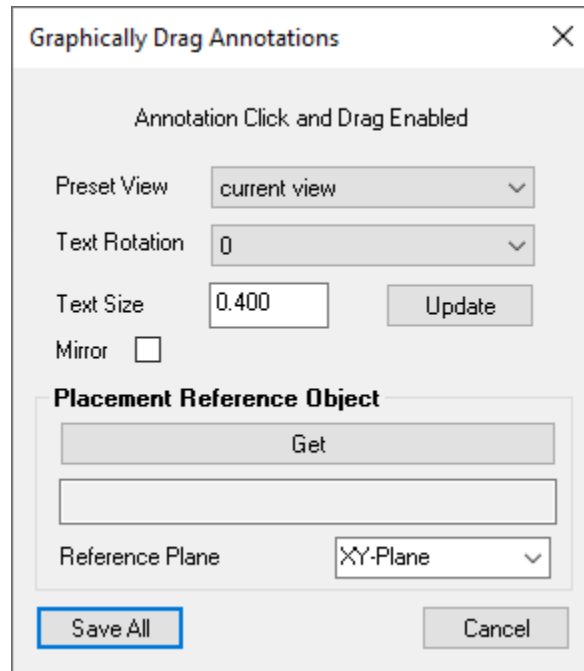 Graphically Drag Annotations
Annotation Click and Drag Enabled
Preset View current view
Text Rotation 0
Text Size 0.400 Update
Mirror
Placement Reference Object
Get
Reference Plane XY-Plane
Save All Cancel